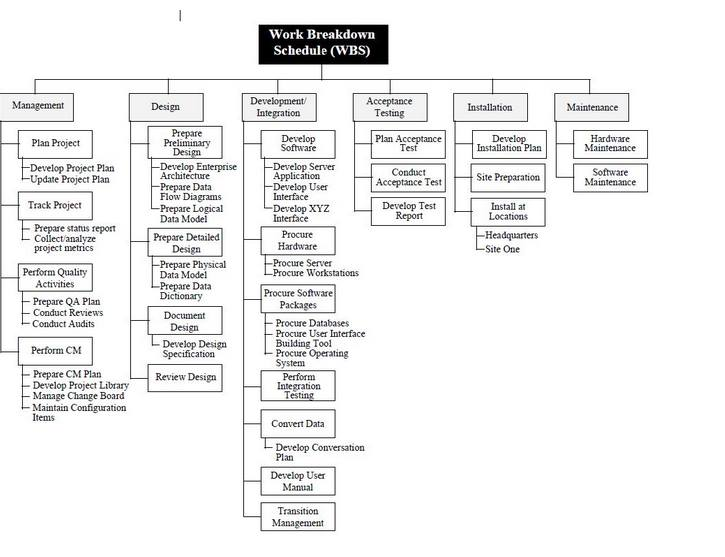 Work Breakdown
Schedule (WBS)
Management
Plan Project
Develop Project Plan
Update Project Plan
Track Project
Prepare status report
Collect/analyze
project metrics
Perform Quality
Activities
Prepare QA Plan
Conduct Reviews
Conduct Audits
Perform CM
Prepare CM Plan
Develop Project Library
Manage Change Board
Maintain Configuration
Items
Design
Prepare
Preliminary
Design
Develop Enterprise
Architecture
Prepare Data
Flow Diagrams
Prepare Logical
Data Model
Prepare Detailed
Design
Prepare Physical
Data Model
Prepare Data
Dictionary
Document
Design
Develop Design
Specification
Review Design
Development/
Integration
Develop
Software
Develop Server
Application
Develop User
Interface
Develop XYZ
Interface
Procure
Hardware
Procure Server
Procure Workstations
Procure Software
Packages
Procure Databases
Procure User Interface
Building Tool
Procure Operating
System
Perform
Integration
Testing
Convert Data
Develop Conversation
Plan
Develop User
Manual
Transition
Management
Acceptance
Testing
Plan Acceptance
Test
Conduct
Acceptance Test
Develop Test
Report
Installation
Develop
Installation Plan
Site Preparation
Install at
Locations
Headquarters
Site One
Maintenance
Hardware
Maintenance
Software
Maintenance